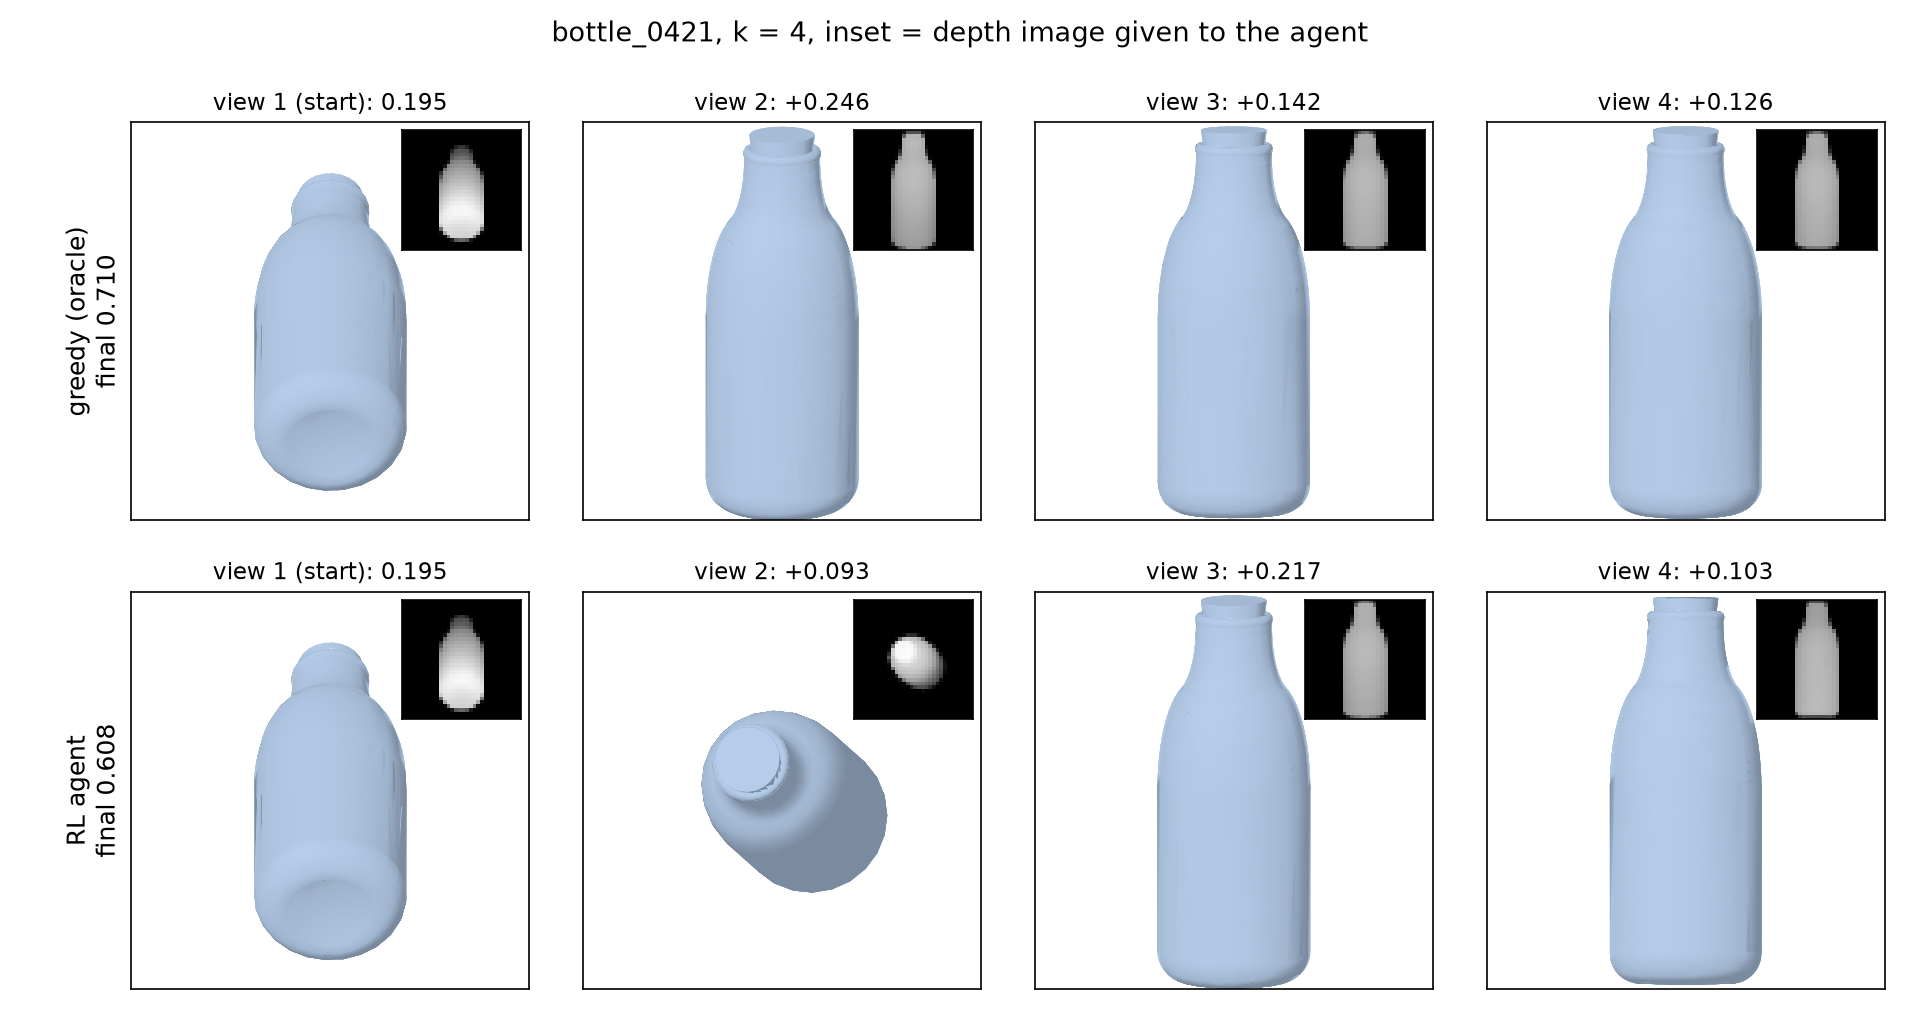 bottle_0421, k = 4, inset = depth image given to the agent
view 1 (start): 0.195
view 2: +0.246
view 3: +0.142
view 4: +0.126
greedy (oracle)
final 0.710
view 1 (start): 0.195
view 2: +0.093
view 3: +0.217
view 4: +0.103
RL agent
final 0.608